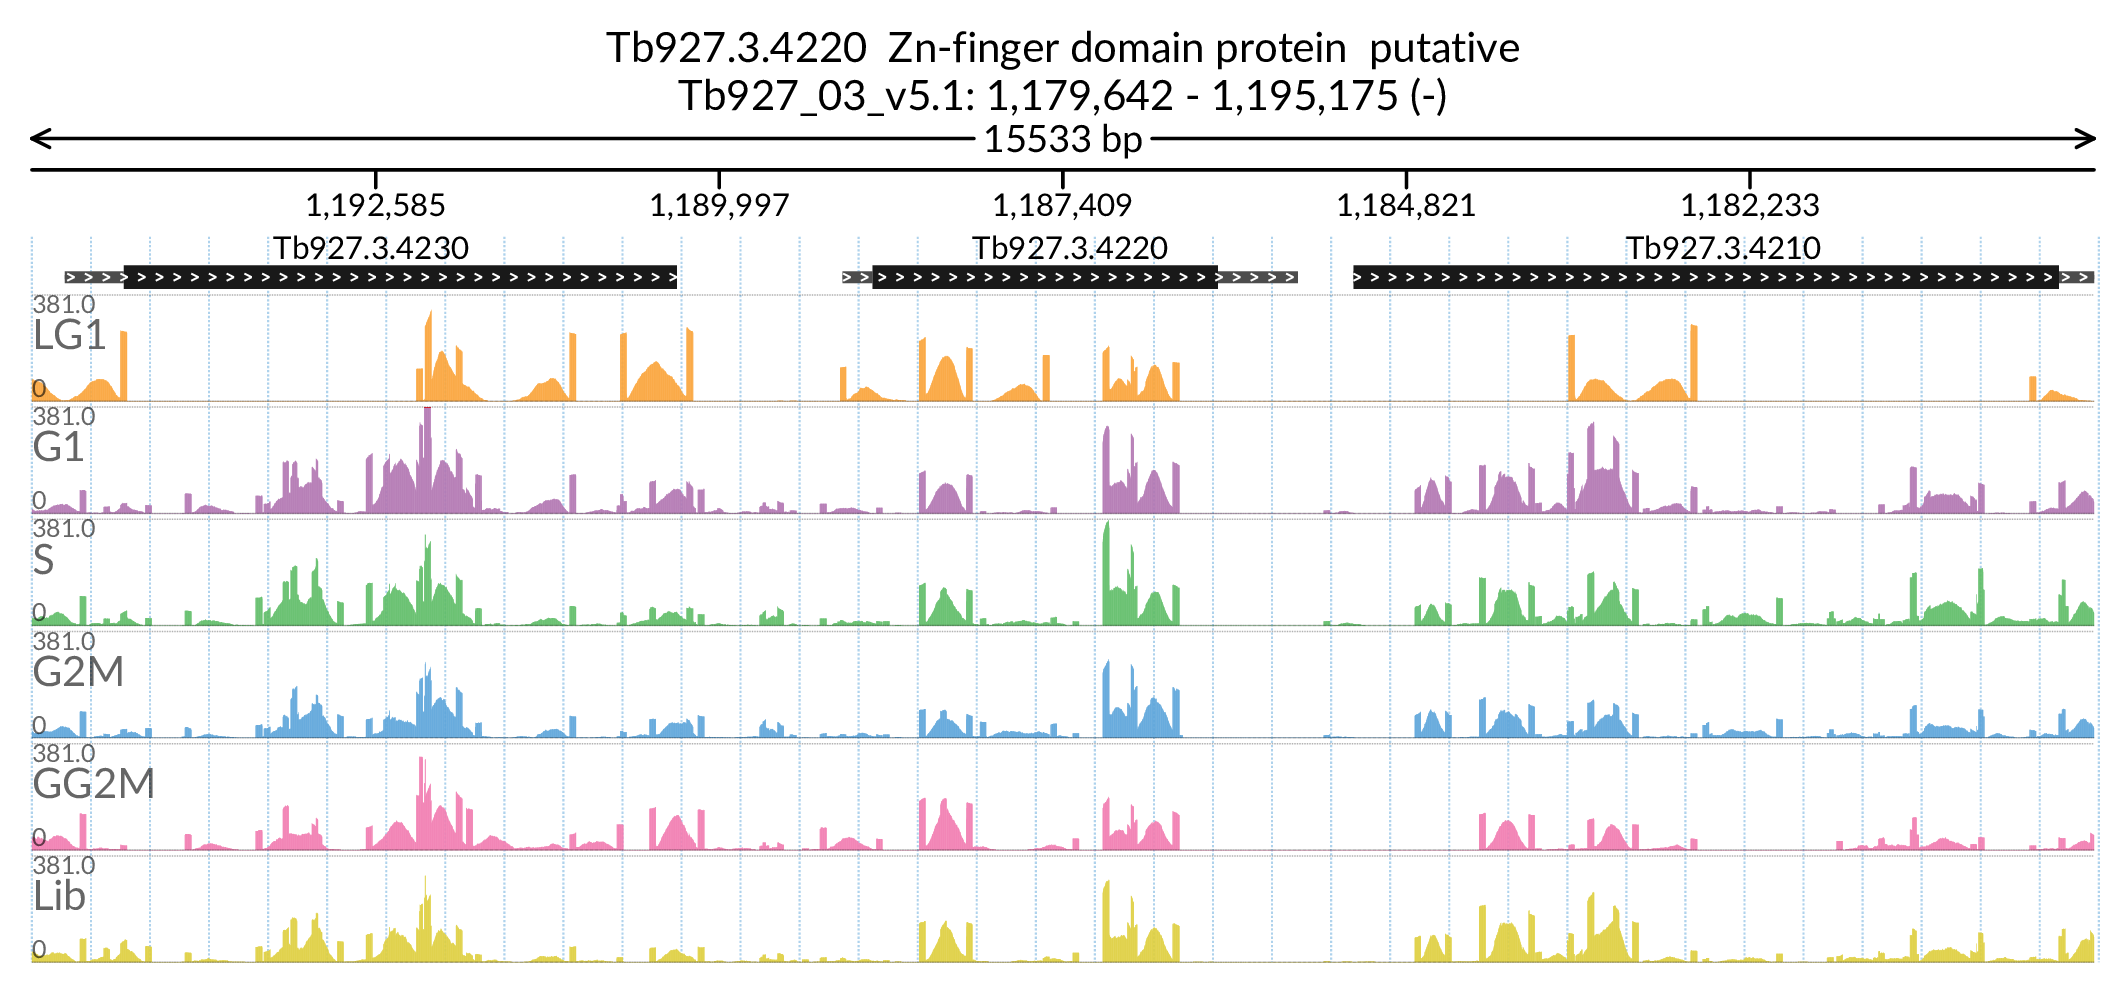 Tb927.3.4220  Zn-finger domain protein  putative
Tb927_03_v5.1: 1,179,642 - 1,195,175 (-)
15533 bp
1,192,585 1,189,997 1,187,409 1,184,821 1,182,233
Tb927.3.4230 Tb927.3.4220 Tb927.3.4210
381.0
LG1
0
381.0
G1
0
381.0
S
0
381.0
G2M
0
381.0
GG2M
0
381.0
Lib
0